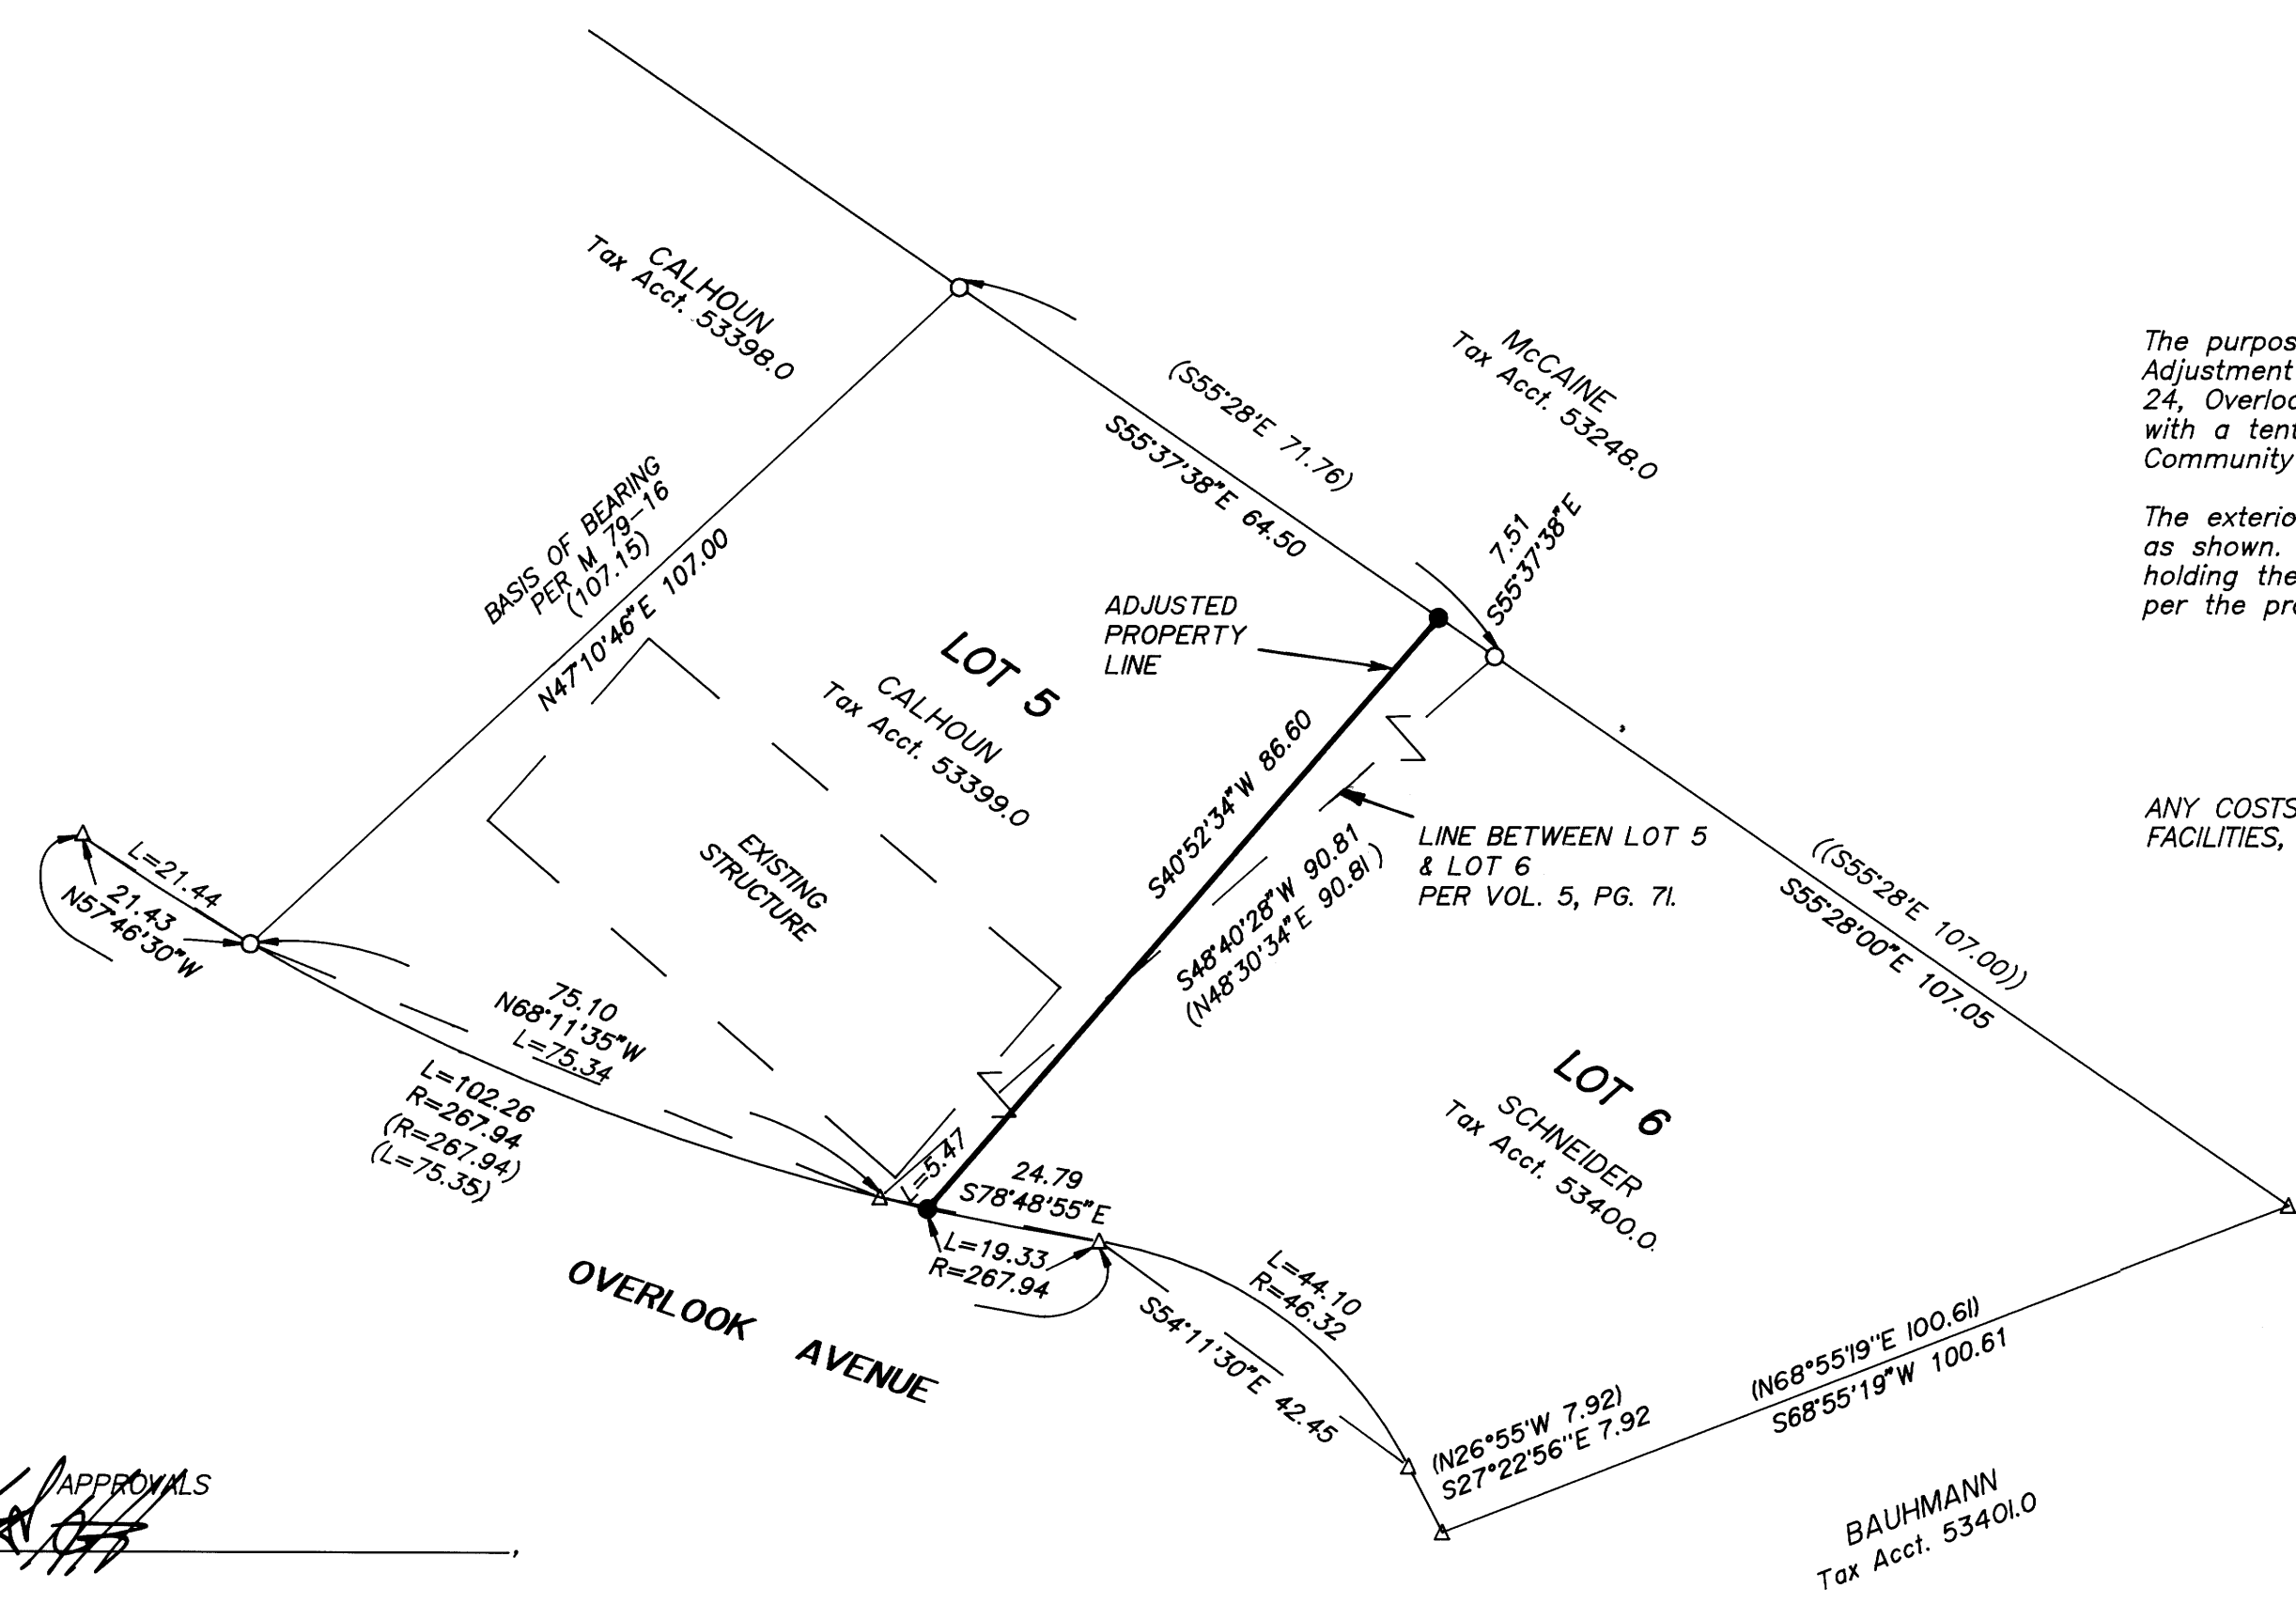 CALHOUN
Tax Acct. 53398.0
McCAINE
Tax Acct. 53248.0
(S55°28'E 71.76)
S55°37'38"E 64.50
7.51
S55°37'38"E
BASIS OF BEARING
PER M 79-16
(107.15)
N47°10'46"E 107.00
ADJUSTED
PROPERTY
LINE
LOT 5
CALHOUN
Tax Acct. 53399.0
EXISTING
STRUCTURE
S40°52'34"W 86.60
S48°40'28"W 90.81
(N48°30'34"E 90.81)
LINE BETWEEN LOT 5
& LOT 6
PER VOL. 5, PG. 71.
The purpos
Adjustment
24, Overloo
with a tent
Community
The exterio
as shown.
holding the
per the pro
ANY COSTS
FACILITIES,
((S55°28'E 107.00))
S55°28'00"E 107.05
L=21.44
21.43
N57°46'30"W
75.10
N68°11'35"W
L=75.34
L=102.26
R=267.94
(R=267.94)
(L=75.35)
L=5.47
24.79
S78°48'55"E
L=19.33
R=267.94
LOT 6
SCHNEIDER
Tax Acct. 53400.0
L=44.10
R=46.32
S54°11'30"E 42.45
OVERLOOK AVENUE
(N26°55'W 7.92)
S27°22'56"E 7.92
(N68°55'19"E 100.61)
S68°55'19"W 100.61
BAUHMANN
Tax Acct. 53401.0
APPROVALS